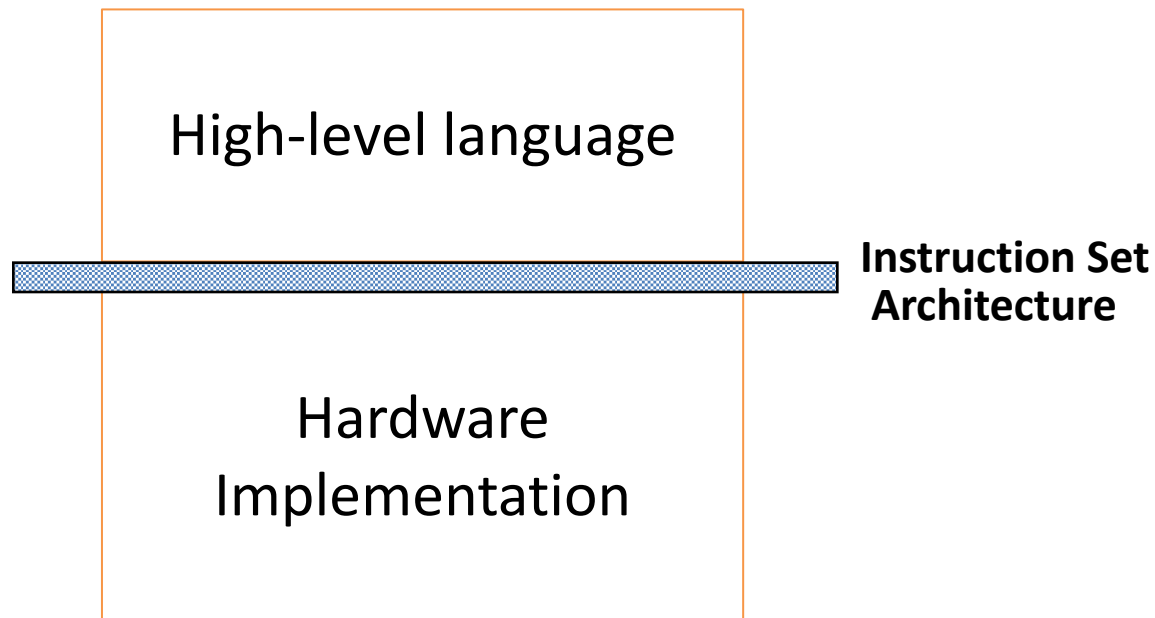 High-level language
Instruction Set
Architecture
Hardware
Implementation